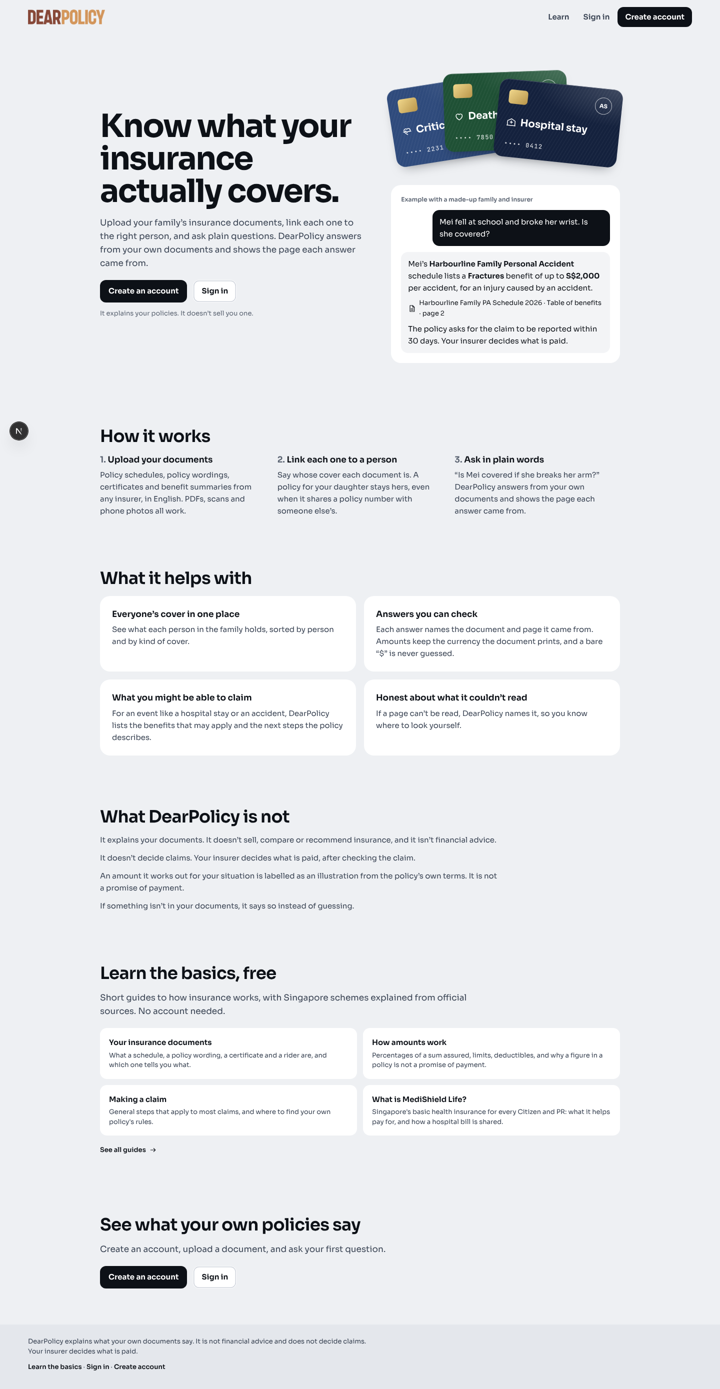 DEARPOLICY
Learn
Sign in
Create account
Know what your
insurance
actually covers.
Upload your family's insurance documents, link each one to
the right person, and ask plain questions. DearPolicy answers
from your own documents and shows the page each answer
came from.
Create an account
Sign in
It explains your policies. It doesn't sell you one.
Critic
•••• 2231
Death
•••• 7850
AS
Hospital stay
•••• 0412
Example with a made-up family and insurer
Mei fell at school and broke her wrist. Is
she covered?
Mei's Harbourline Family Personal Accident
schedule lists a Fractures benefit of up to S$2,000
per accident, for an injury caused by an accident.
Harbourline Family PA Schedule 2026 · Table of benefits
· page 2
The policy asks for the claim to be reported within
30 days. Your insurer decides what is paid.
N
How it works
1. Upload your documents
Policy schedules, policy wordings,
certificates and benefit summaries from
any insurer, in English. PDFs, scans and
phone photos all work.
2. Link each one to a person
Say whose cover each document is. A
policy for your daughter stays hers, even
when it shares a policy number with
someone else's.
3. Ask in plain words
“Is Mei covered if she breaks her arm?”
DearPolicy answers from your own
documents and shows the page each
answer came from.
What it helps with
Everyone's cover in one place
See what each person in the family holds, sorted by person
and by kind of cover.
Answers you can check
Each answer names the document and page it came from.
Amounts keep the currency the document prints, and a bare
“$” is never guessed.
What you might be able to claim
For an event like a hospital stay or an accident, DearPolicy
lists the benefits that may apply and the next steps the policy
describes.
Honest about what it couldn't read
If a page can't be read, DearPolicy names it, so you know
where to look yourself.
What DearPolicy is not
It explains your documents. It doesn't sell, compare or recommend insurance, and it isn't financial advice.
It doesn't decide claims. Your insurer decides what is paid, after checking the claim.
An amount it works out for your situation is labelled as an illustration from the policy's own terms. It is not
a promise of payment.
If something isn't in your documents, it says so instead of guessing.
Learn the basics, free
Short guides to how insurance works, with Singapore schemes explained from official
sources. No account needed.
Your insurance documents
What a schedule, a policy wording, a certificate and a rider are, and
which one tells you what.
How amounts work
Percentages of a sum assured, limits, deductibles, and why a figure in a
policy is not a promise of payment.
Making a claim
General steps that apply to most claims, and where to find your own
policy's rules.
What is MediShield Life?
Singapore's basic health insurance for every Citizen and PR: what it helps
pay for, and how a hospital bill is shared.
See all guides →
See what your own policies say
Create an account, upload a document, and ask your first question.
Create an account
Sign in
DearPolicy explains what your own documents say. It is not financial advice and does not decide claims.
Your insurer decides what is paid.
Learn the basics · Sign in · Create account